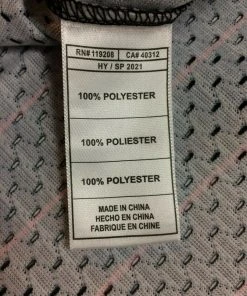 RN# 119208 CA# 40312
HY / SP 2021
100% POLYESTER
100% POLIESTER
100% POLYESTER
MADE IN CHINA
HECHO EN CHINA
FABRIQUE EN CHINE